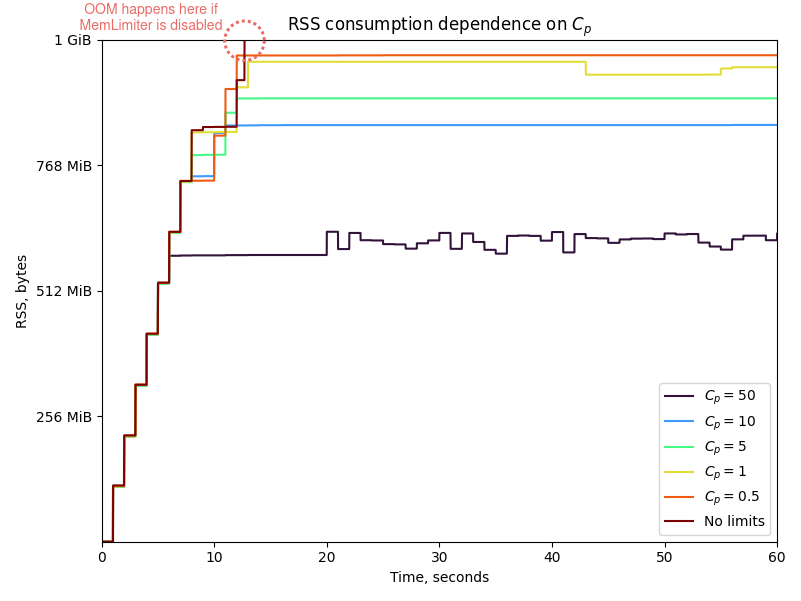 OOM happens here if
MemLimiter is disabled
RSS consumption dependence on Cₚ
1 GiB
768 MiB
512 MiB
256 MiB
RSS, bytes
Cₚ = 50
Cₚ = 10
Cₚ = 5
Cₚ = 1
Cₚ = 0.5
No limits
0 10 20 30 40 50 60
Time, seconds